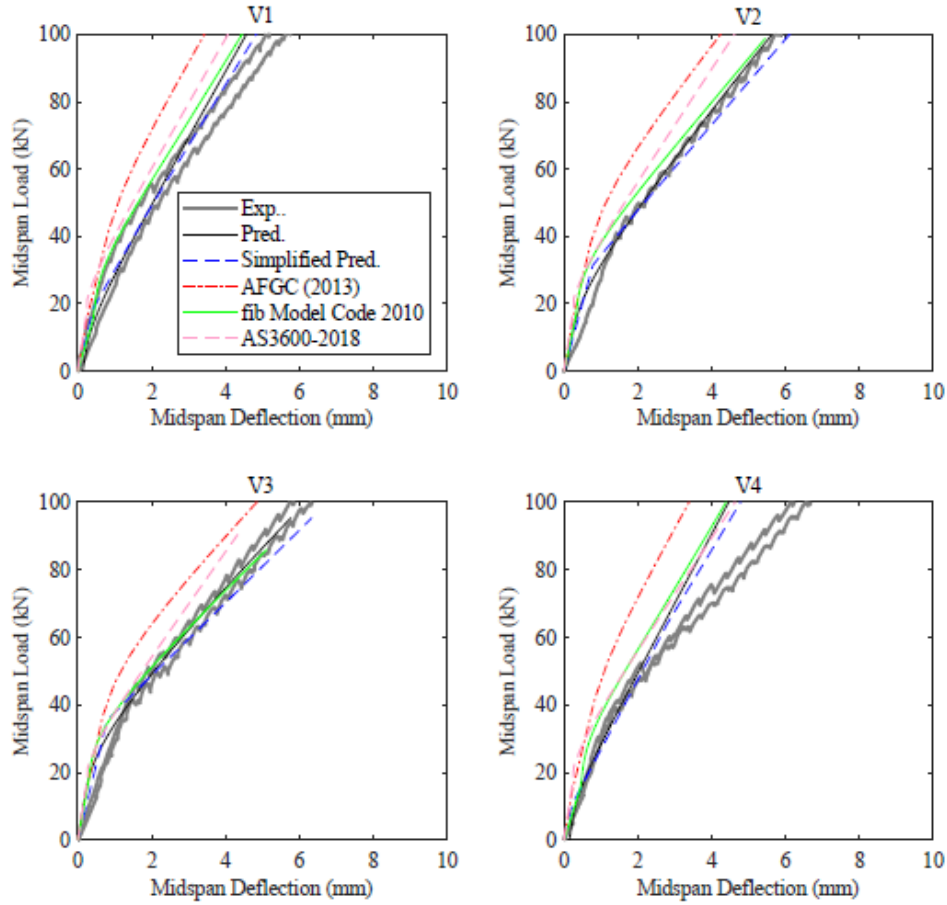 V1
100
80
60
40
20
0
Midspan Load (kN)
Exp..
Pred.
Simplified Pred.
AFGC (2013)
fib Model Code 2010
AS3600-2018
0 2 4 6 8 10
Midspan Deflection (mm)
V2
100
80
60
40
20
0
Midspan Load (kN)
0 2 4 6 8 10
Midspan Deflection (mm)
V3
100
80
60
40
20
0
Midspan Load (kN)
0 2 4 6 8 10
Midspan Deflection (mm)
V4
100
80
60
40
20
0
Midspan Load (kN)
0 2 4 6 8 10
Midspan Deflection (mm)